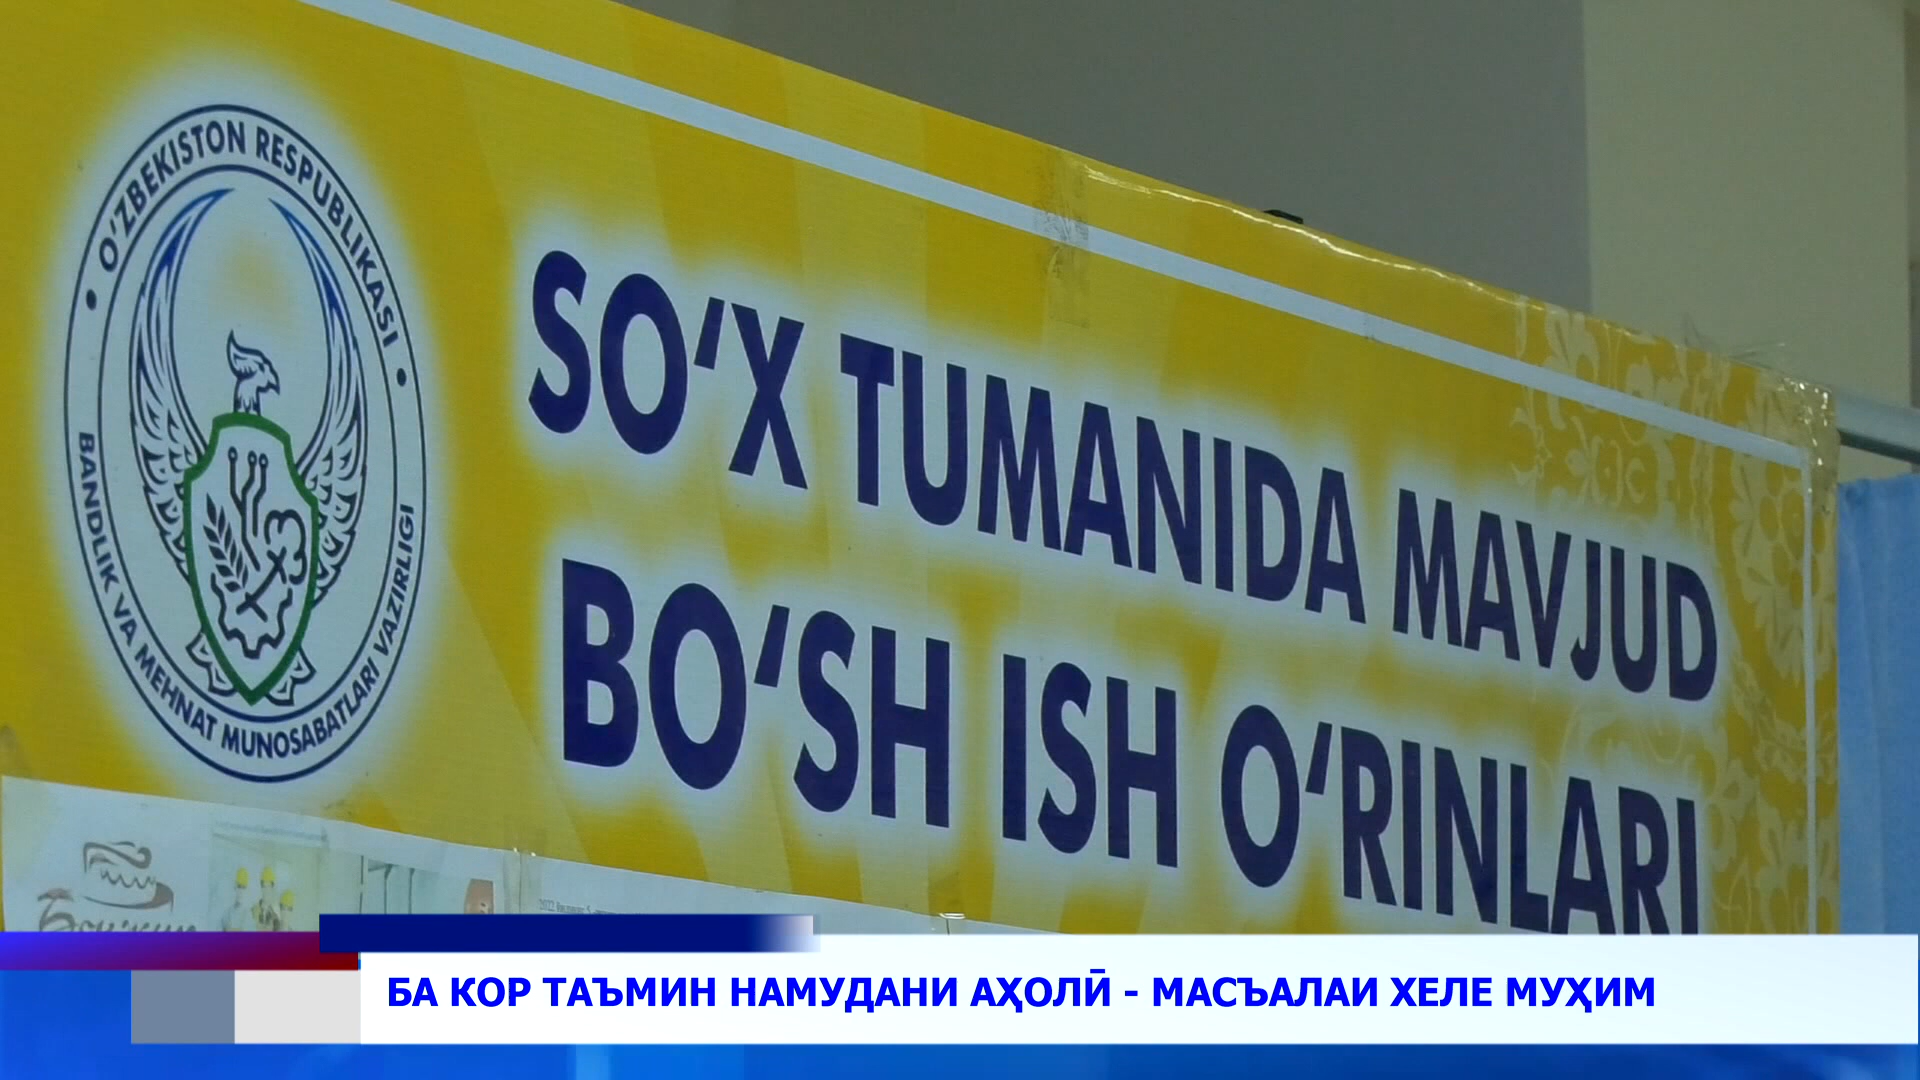 O'ZBEKISTON RESPUBLIKASI
BANDLIK VA MEHNAT MUNOSABATLARI VAZIRLIGI
SO‘X TUMANIDA MAVJUD
BO‘SH ISH O‘RINLARI
БА КОР ТАЪМИН НАМУДАНИ АҲОЛӢ - МАСЪАЛАИ ХЕЛЕ МУҲИМ